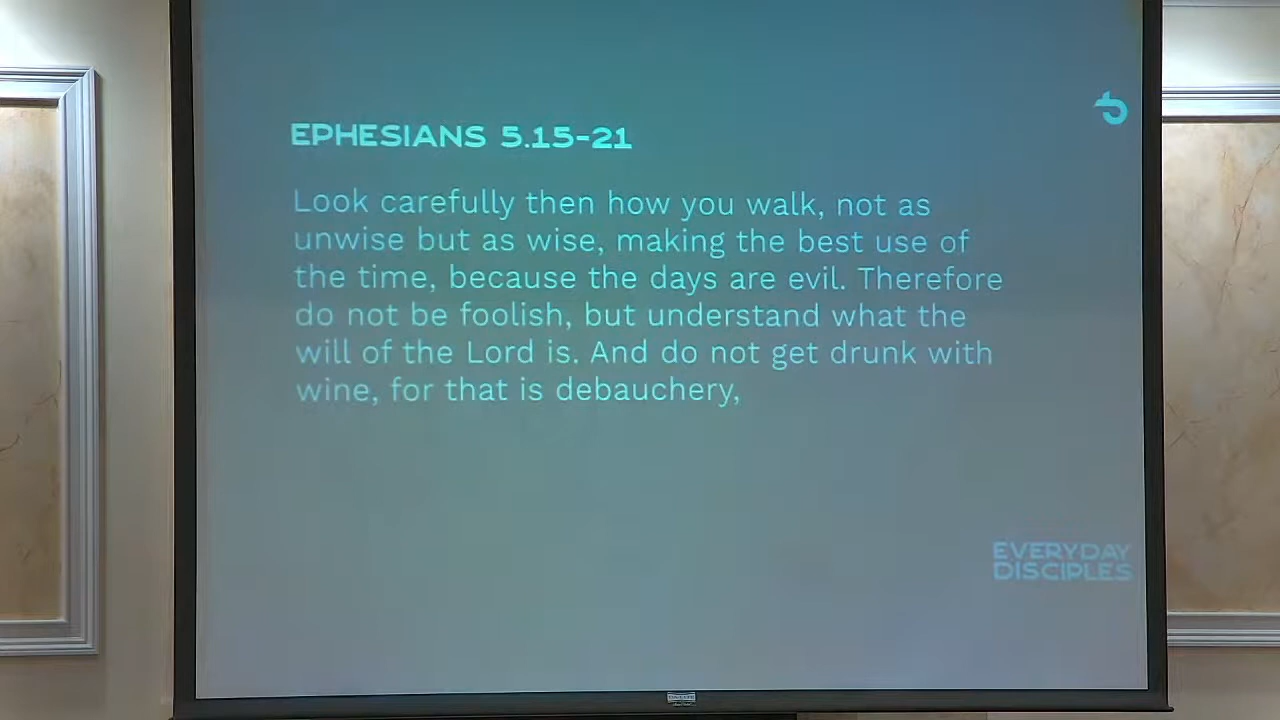 EPHESIANS 5.15-21
Look carefully then how you walk, not as
unwise but as wise, making the best use of
the time, because the days are evil. Therefore
do not be foolish, but understand what the
will of the Lord is. And do not get drunk with
wine, for that is debauchery,
EVERYDAY
DISCIPLES